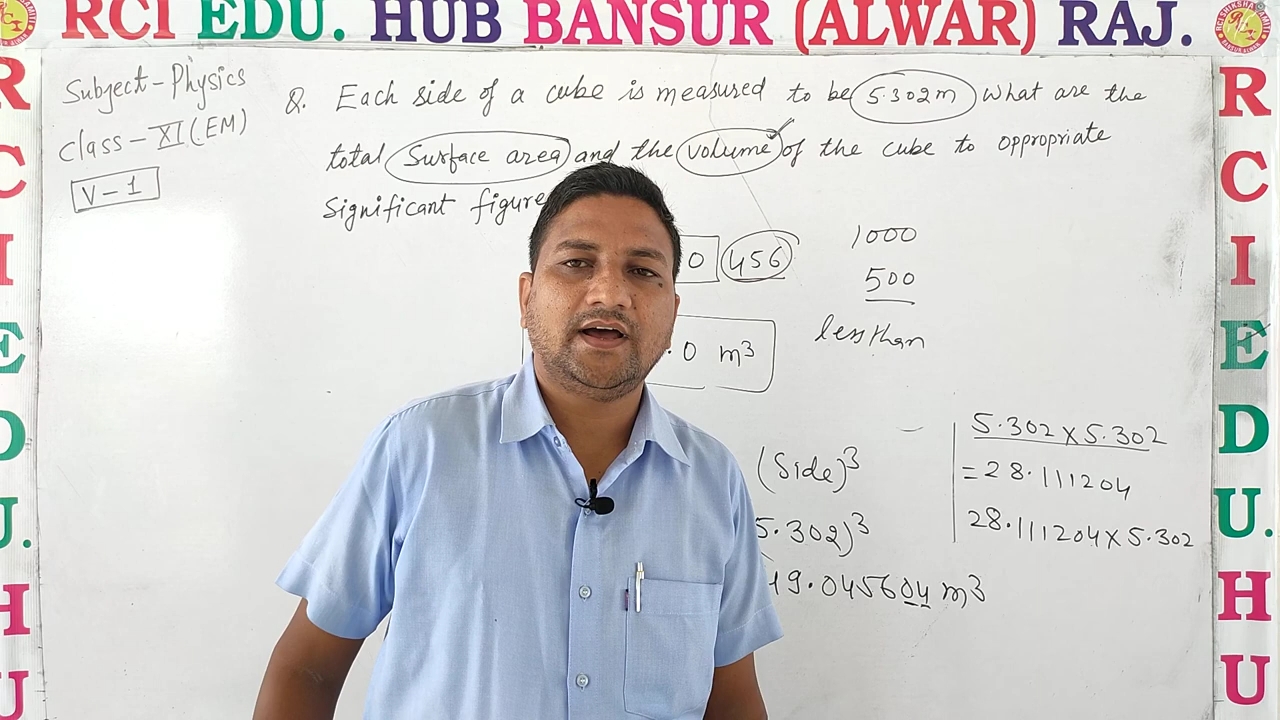 RCI EDU. HUB BANSUR (ALWAR) RAJ.
Subject - Physics
Class - XI (EM)
V-1
Q. Each side of a cube is measured to be 5.302m What are the
total Surface area and the volume of the cube to oppropriate
Significant figure
0 456
.0 m³
1000
500
less than
(Side)³
5.302)³
19.045604 m³
5.302 X 5.302
= 28.111204
28.111204 X 5.302
R C I E D U. H U
R C I E D U. H U